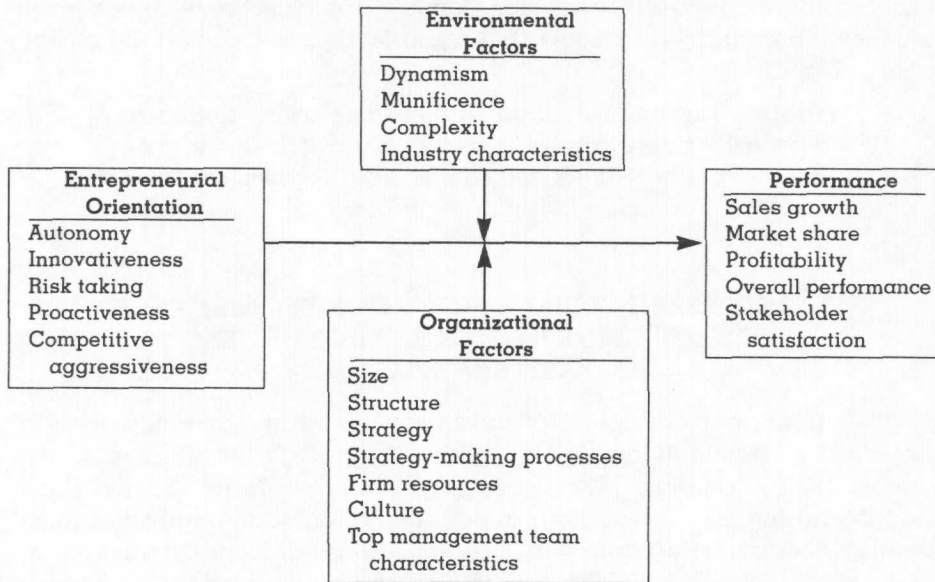 Environmental
Factors
Dynamism
Munificence
Complexity
Industry characteristics
Entrepreneurial
Orientation
Autonomy
Innovativeness
Risk taking
Proactiveness
Competitive
aggressiveness
Performance
Sales growth
Market share
Profitability
Overall performance
Stakeholder
satisfaction
Organizational
Factors
Size
Structure
Strategy
Strategy-making processes
Firm resources
Culture
Top management team
characteristics